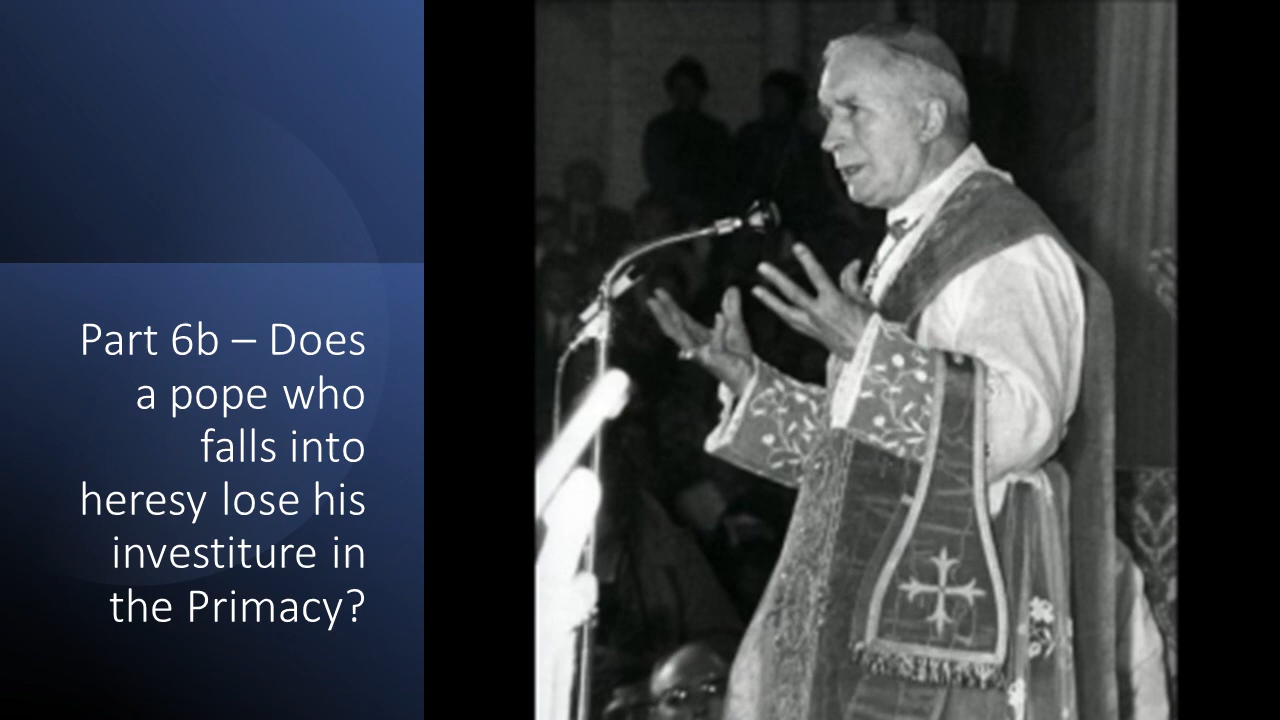 Part 6b – Does
a pope who
falls into
heresy lose his
investiture in
the Primacy?